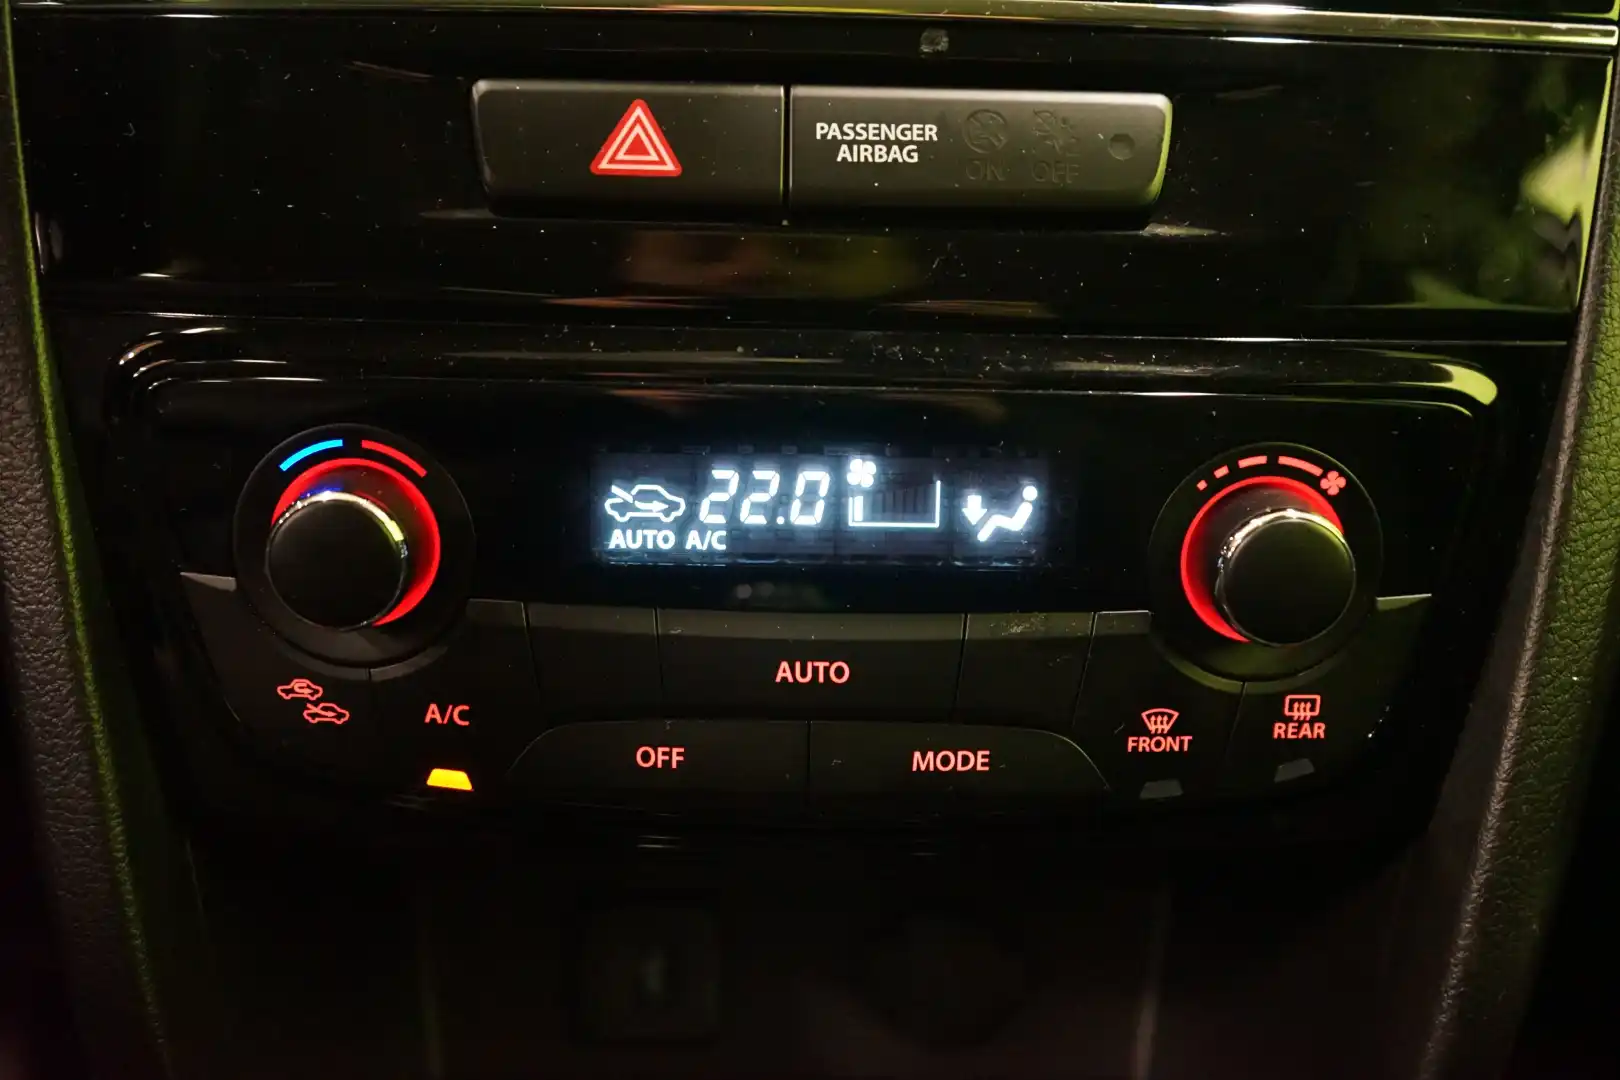 PASSENGER
AIRBAG
ON OFF
22.0
AUTO A/C
AUTO
A/C
OFF
MODE
FRONT
REAR